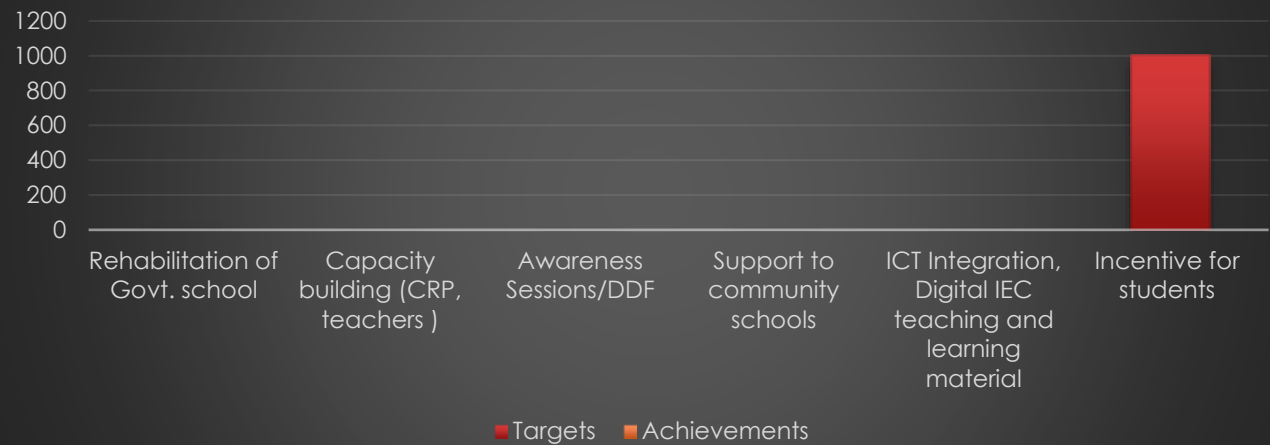 1200
1000
800
600
400
200
0
Rehabilitation of
Govt. school
Capacity
building (CRP,
teachers )
Awareness
Sessions/DDF
Support to
community
schools
ICT Integration,
Digital IEC
teaching and
learning
material
Incentive for
students
Targets
Achievements